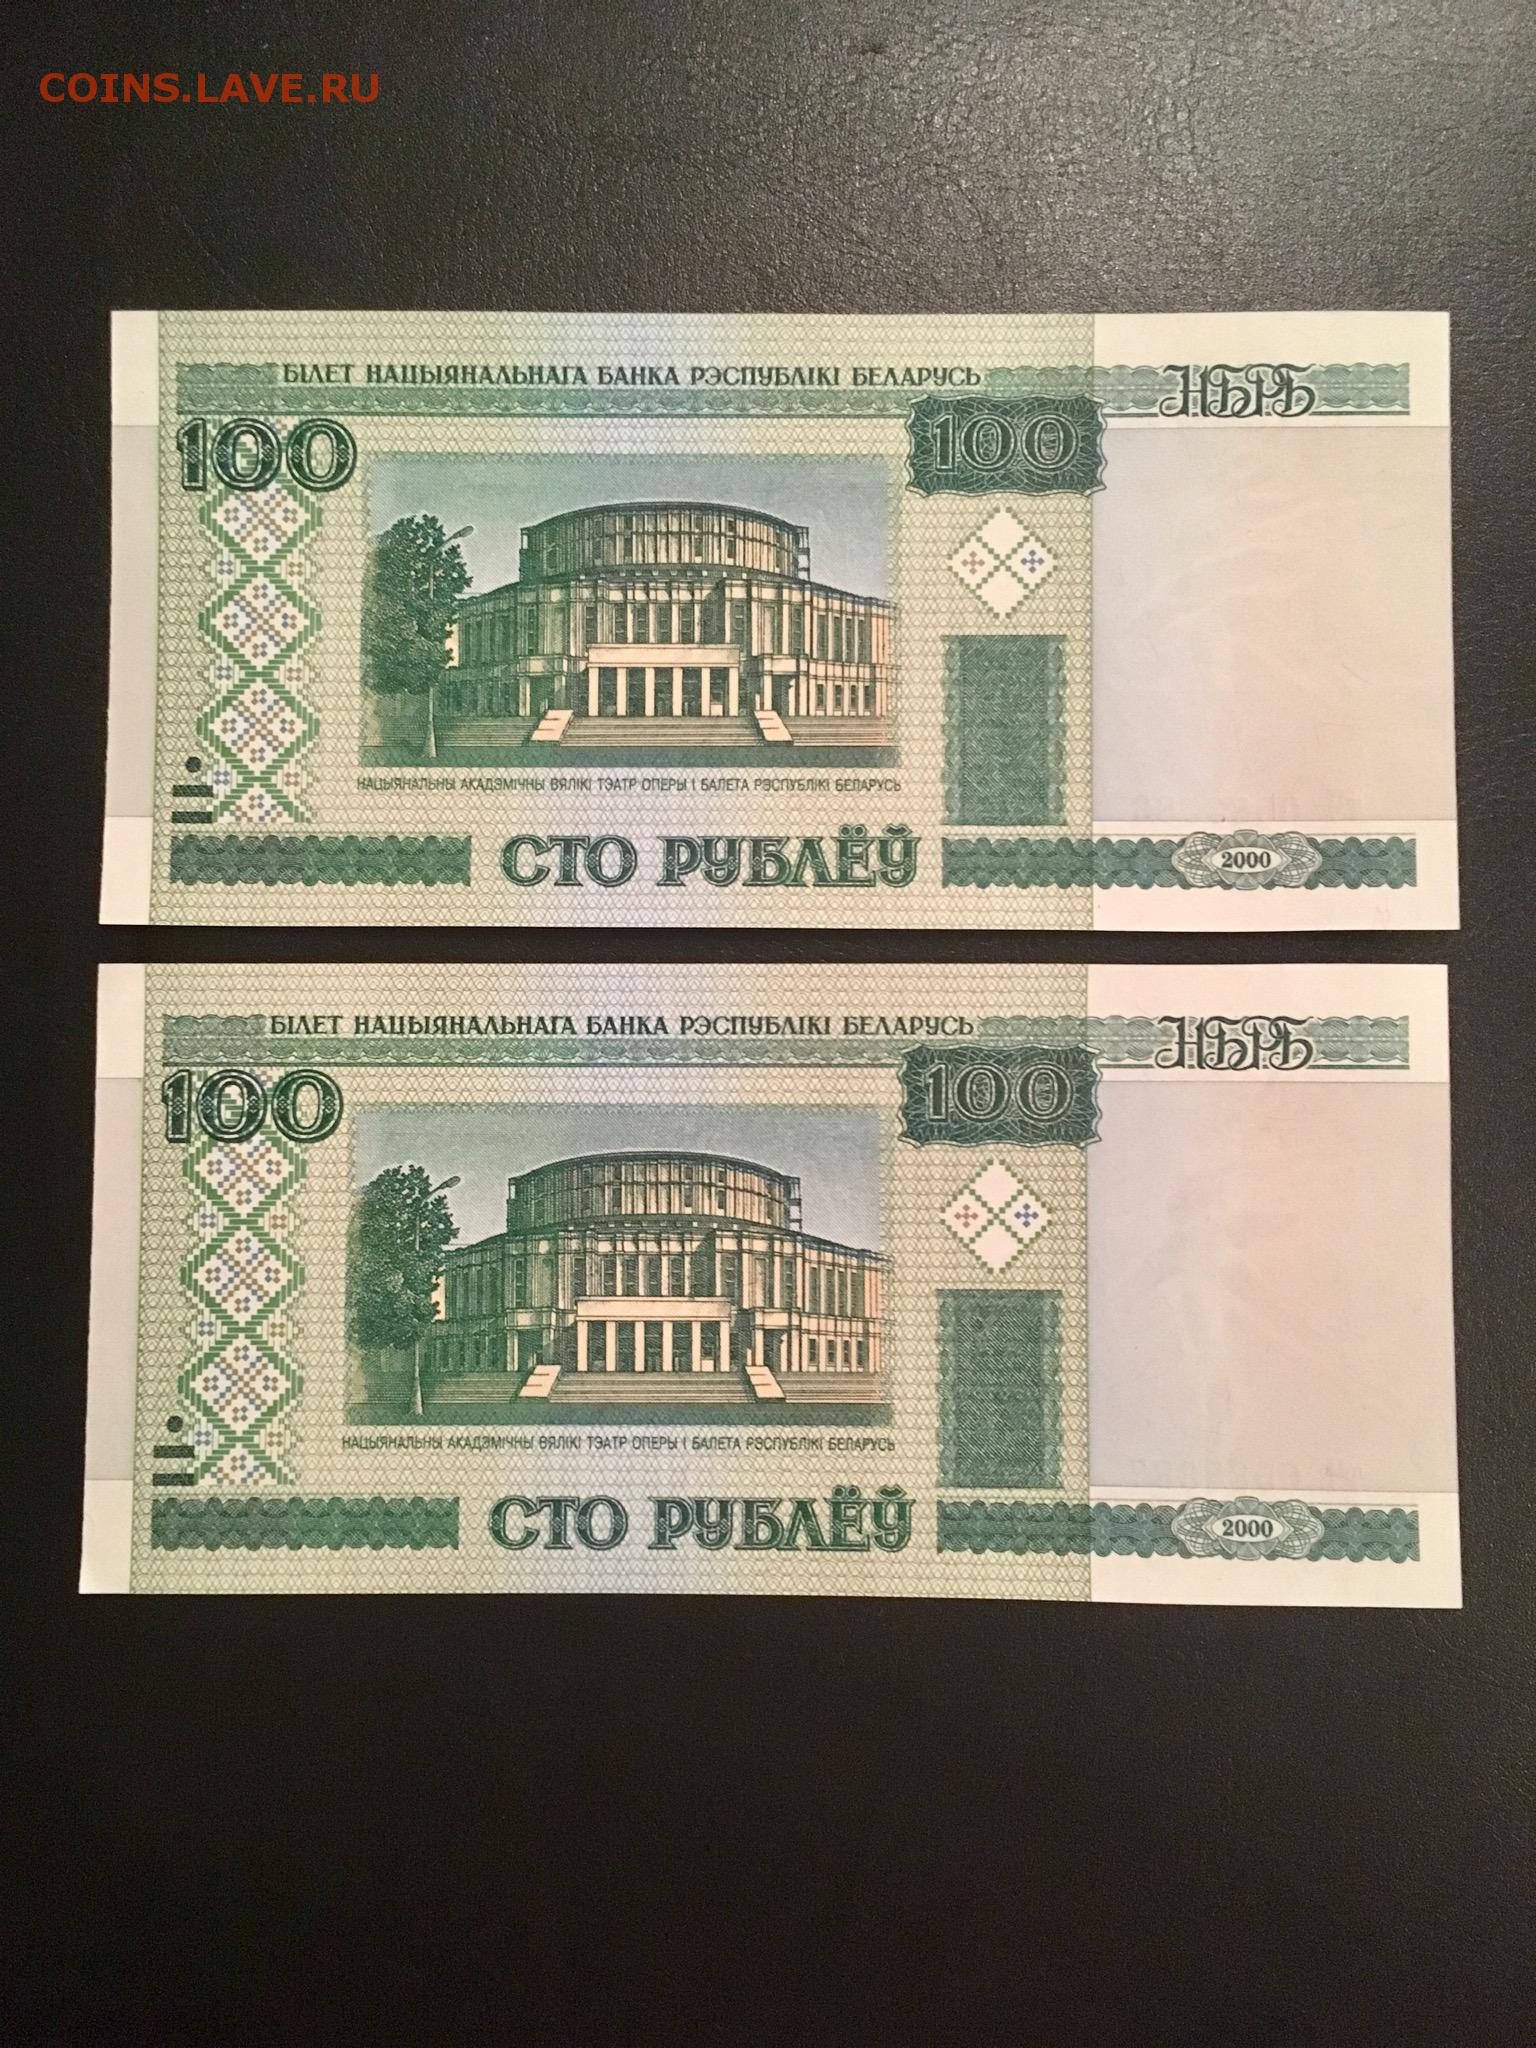 COINS.LAVE.RU
БІЛЕТ НАЦЫЯНАЛЬНАГА БАНКА РЭСПУБЛІКІ БЕЛАРУСЬ
НБРБ
100
100
НАЦЫЯНАЛЬНЫ АКАДЭМІЧНЫ ВЯЛІКІ ТЭАТР ОПЕРЫ І БАЛЕТА РЭСПУБЛІКІ БЕЛАРУСЬ
СТО РУБЛЁЎ
2000
БІЛЕТ НАЦЫЯНАЛЬНАГА БАНКА РЭСПУБЛІКІ БЕЛАРУСЬ
НБРБ
100
100
НАЦЫЯНАЛЬНЫ АКАДЭМІЧНЫ ВЯЛІКІ ТЭАТР ОПЕРЫ І БАЛЕТА РЭСПУБЛІКІ БЕЛАРУСЬ
СТО РУБЛЁЎ
2000